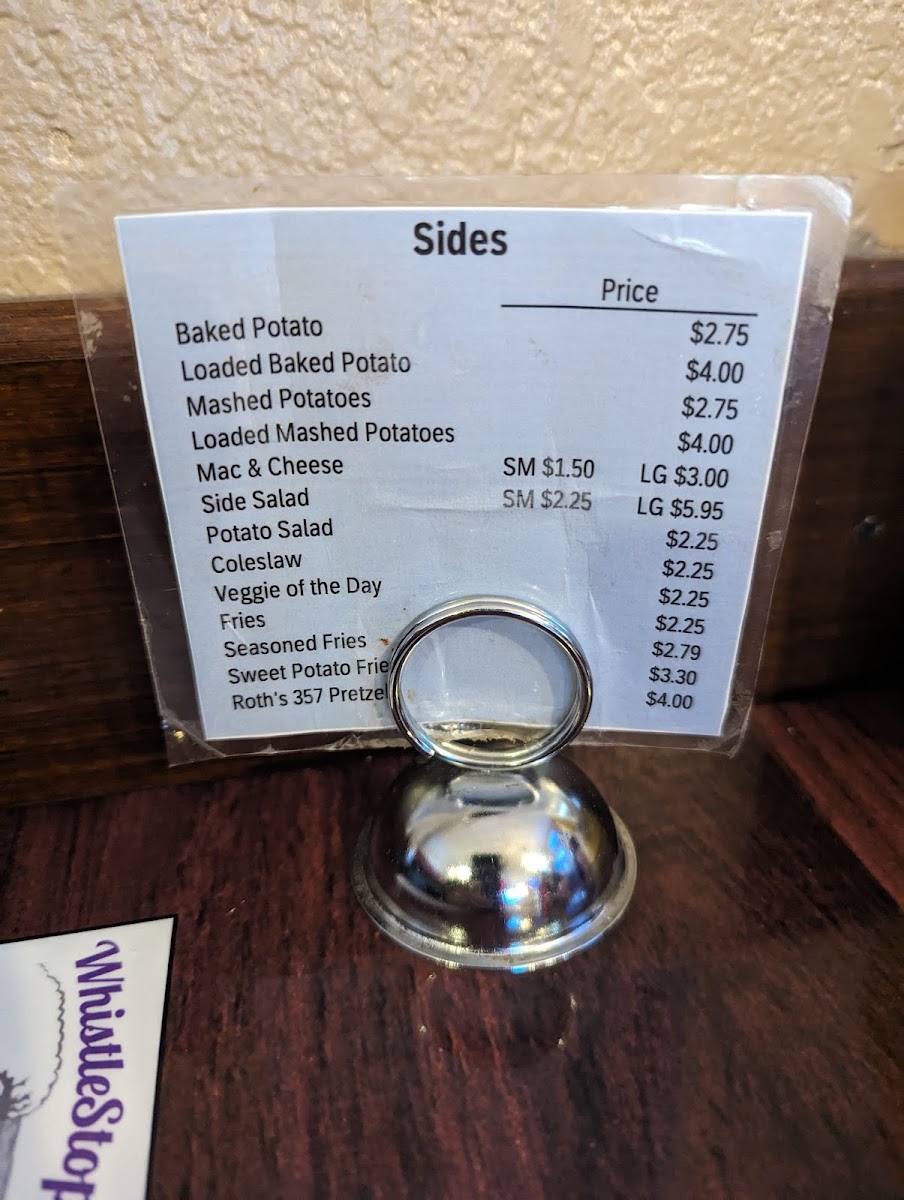 Sides
Price
Baked Potato $2.75
Loaded Baked Potato $4.00
Mashed Potatoes $2.75
Loaded Mashed Potatoes $4.00
Mac & Cheese SM $1.50 LG $3.00
Side Salad SM $2.25 LG $5.95
Potato Salad $2.25
Coleslaw $2.25
Veggie of the Day $2.25
Fries $2.25
Seasoned Fries $2.79
Sweet Potato Frie $3.30
Roth's 357 Pretzel $4.00
WhistleStop